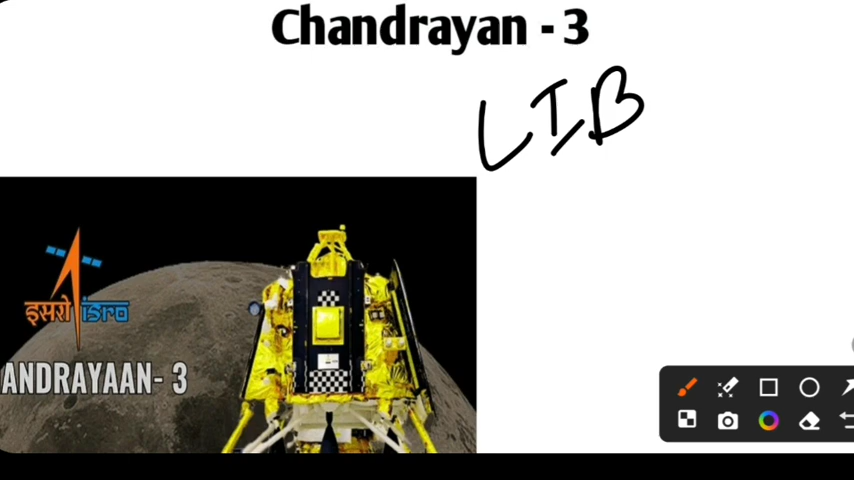 Chandrayan - 3
LIB
इसरो isro
ANDRAYAAN- 3